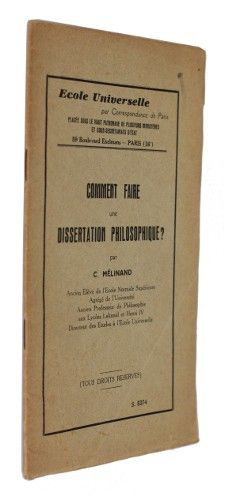 Ecole Universelle
par Correspondance de Paris
PLACÉE SOUS LE HAUT PATRONAGE DE PLUSIEURS MINISTÈRES
ET SOUS-SECRÉTARIATS D'ÉTAT
59 Boulevard Exelmans — PARIS (16e)
COMMENT FAIRE
une
DISSERTATION PHILOSOPHIQUE ?
par
C. MÉLINAND
Ancien Élève de l'École Normale Supérieure
Agrégé de l'Université
Ancien Professeur de Philosophie
aux Lycées Lakanal et Henri IV
Directeur des Études à l'École Universelle
(TOUS DROITS RÉSERVÉS)